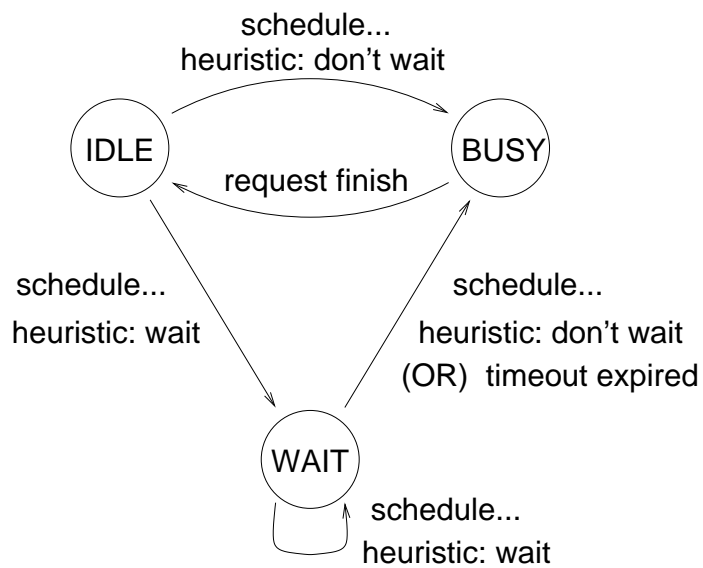 schedule...
heuristic: don't wait
IDLE
BUSY
request finish
schedule...
heuristic: wait
schedule...
heuristic: don't wait
(OR) timeout expired
WAIT
schedule...
heuristic: wait